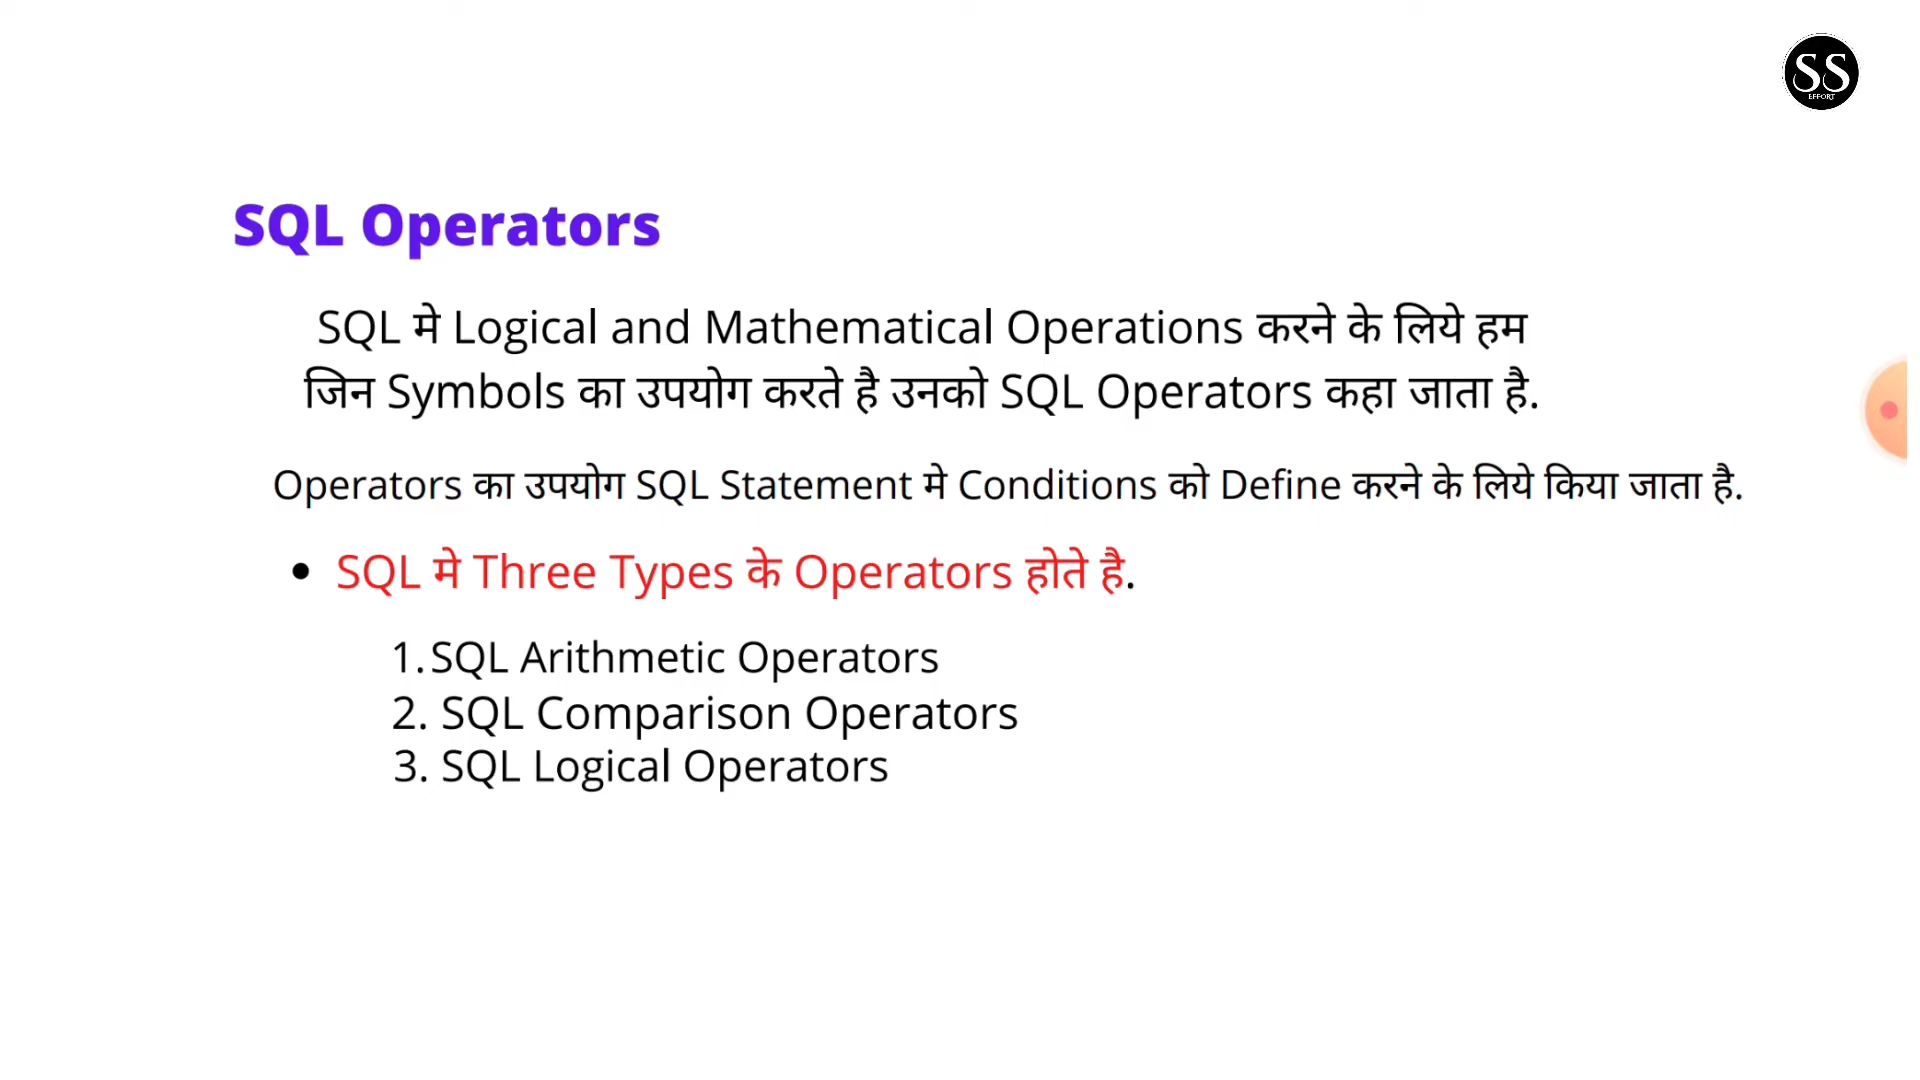 SS
EFFORT
SQL Operators
SQL मे Logical and Mathematical Operations करने के लिये हम
जिन Symbols का उपयोग करते है उनको SQL Operators कहा जाता है.
Operators का उपयोग SQL Statement मे Conditions को Define करने के लिये किया जाता है.
• SQL मे Three Types के Operators होते है.
1. SQL Arithmetic Operators
2. SQL Comparison Operators
3. SQL Logical Operators